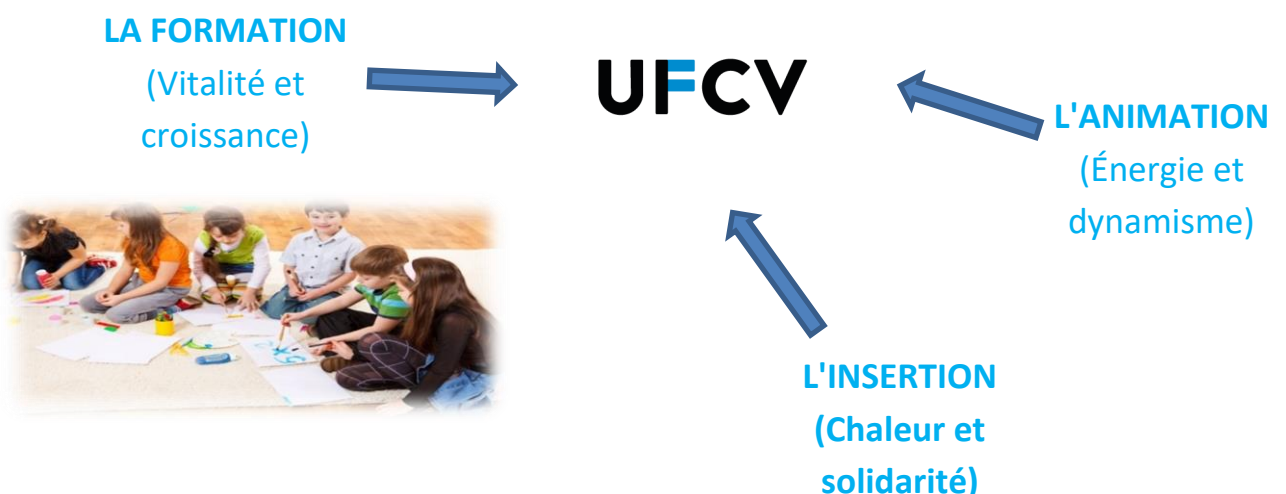 LA FORMATION
(Vitalité et
croissance)
UFCV
L'ANIMATION
(Énergie et
dynamisme)
L'INSERTION
(Chaleur et
solidarité)